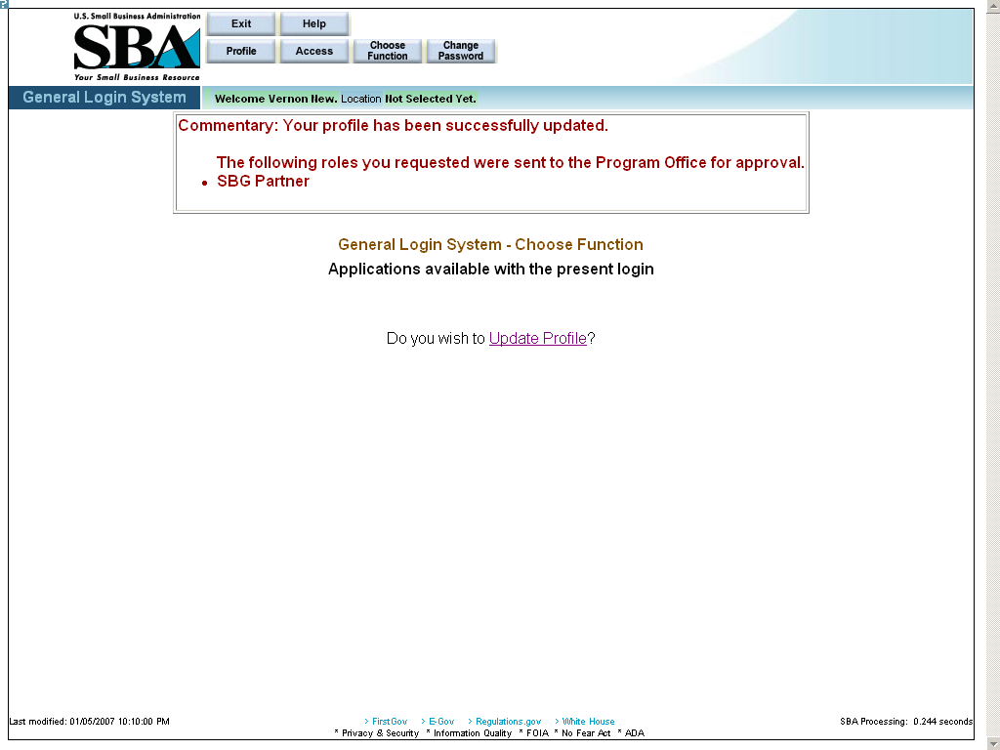 U.S. Small Business Administration
SBA
Your Small Business Resource
Exit Help
Profile Access Choose Function Change Password
General Login System
Welcome Vernon New. Location Not Selected Yet.
Commentary: Your profile has been successfully updated.
The following roles you requested were sent to the Program Office for approval.
• SBG Partner
General Login System - Choose Function
Applications available with the present login
Do you wish to Update Profile?
Last modified: 01/05/2007 10:10:00 PM > FirstGov > E-Gov > Regulations.gov > White House SBA Processing: 0.244 seconds
* Privacy & Security * Information Quality * FOIA * No Fear Act * ADA